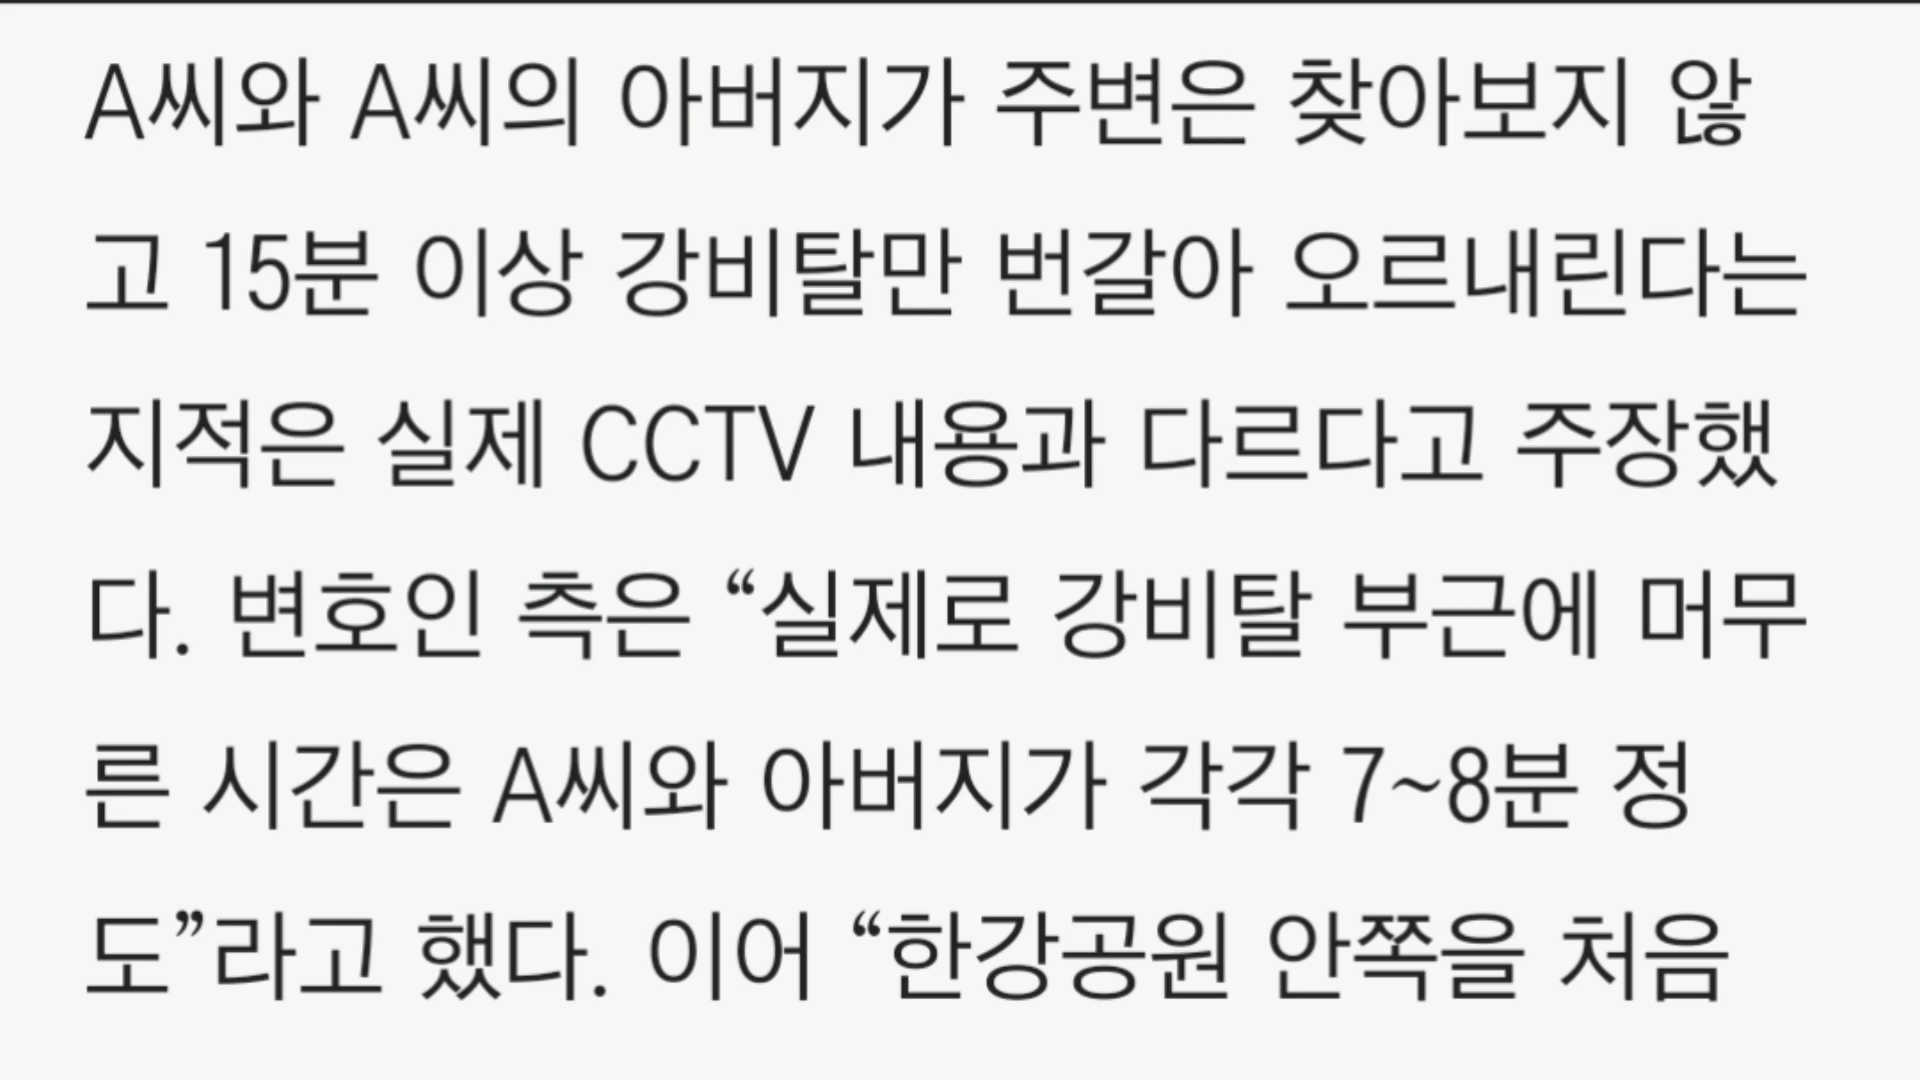 A씨와 A씨의 아버지가 주변은 찾아보지 않
고 15분 이상 강비탈만 번갈아 오르내린다는
지적은 실제 CCTV 내용과 다르다고 주장했
다. 변호인 측은 “실제로 강비탈 부근에 머무
른 시간은 A씨와 아버지가 각각 7~8분 정
도”라고 했다. 이어 “한강공원 안쪽을 처음